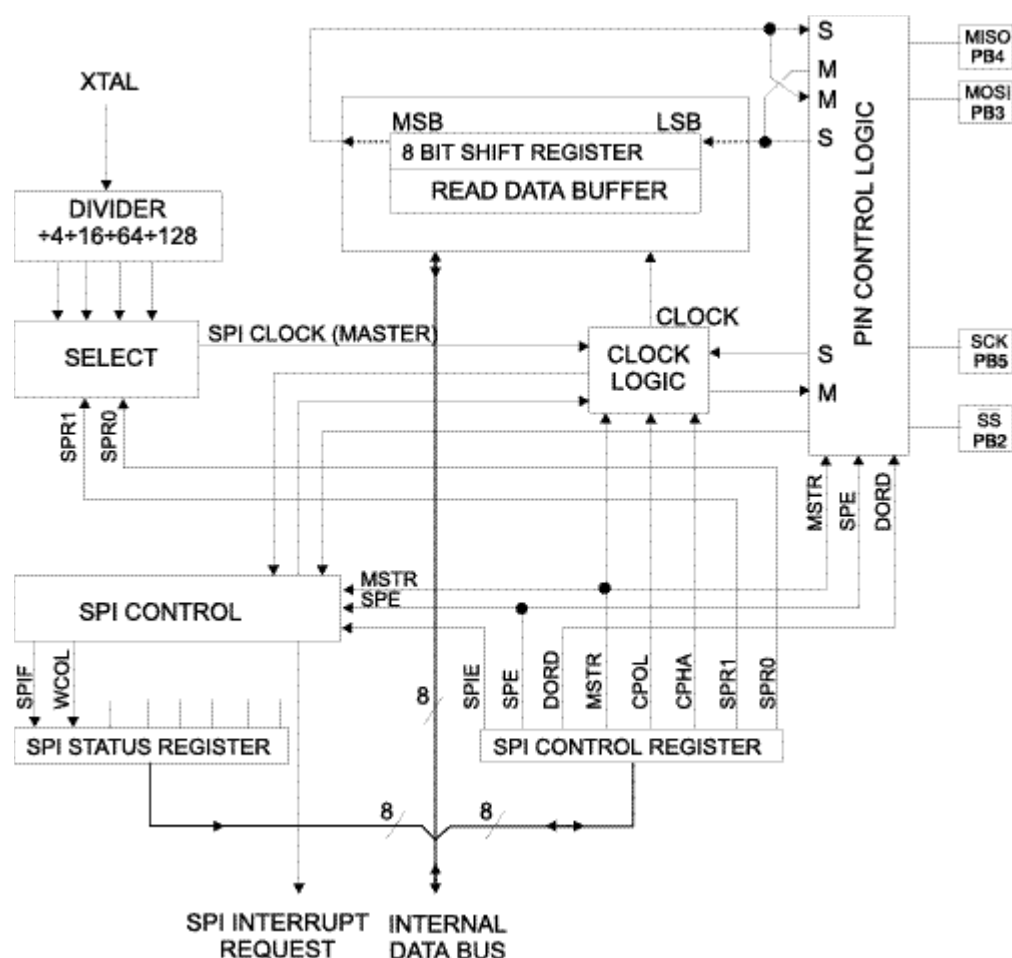 S
MISO
PB4
XTAL
M
MOSI
PB3
M
MSB
LSB
S
8 BIT SHIFT REGISTER
READ DATA BUFFER
PIN CONTROL LOGIC
DIVIDER
÷4÷16÷64÷128
CLOCK
SPI CLOCK (MASTER)
SELECT
CLOCK
LOGIC
S
M
SCK
PB5
SS
PB2
SPR1
SPR0
MSTR
SPE
DORD
SPI CONTROL
MSTR
SPE
SPIF
WCOL
SPIE
SPE
DORD
MSTR
CPOL
CPHA
SPR1
SPR0
8
SPI STATUS REGISTER
SPI CONTROL REGISTER
8
8
SPI INTERRUPT
REQUEST
INTERNAL
DATA BUS